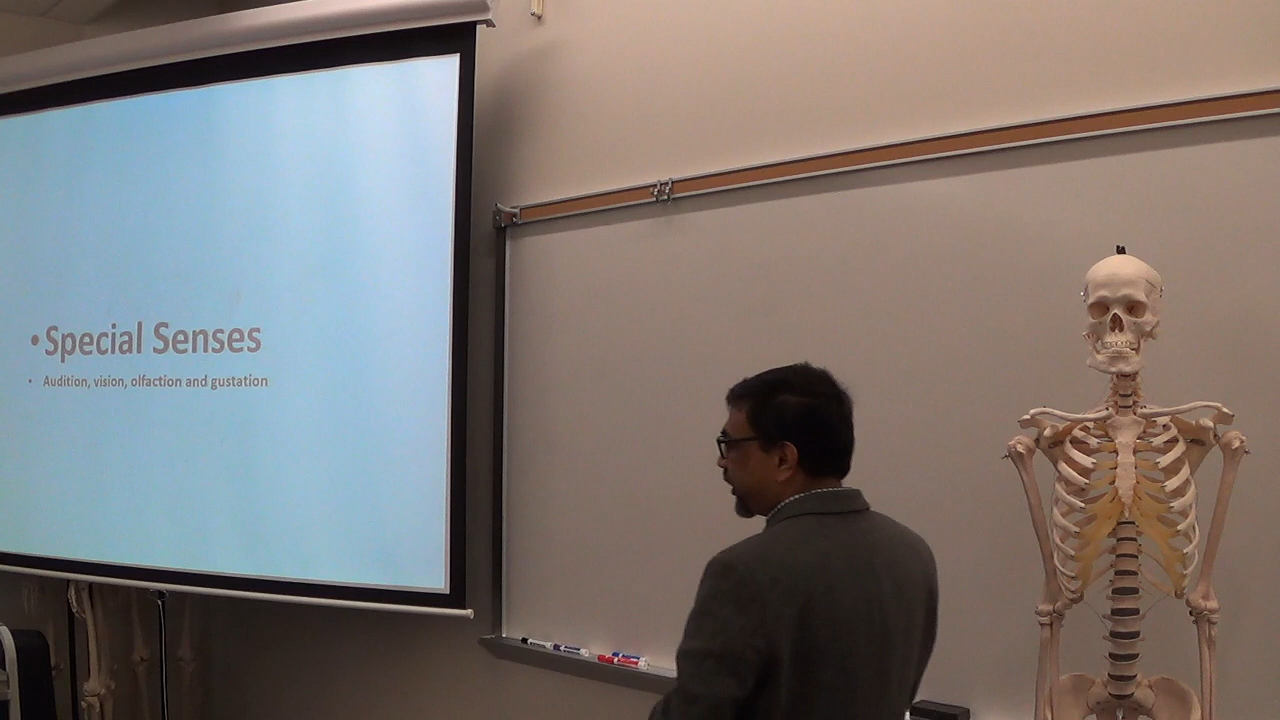 • Special Senses
• Audition, vision, olfaction and gustation